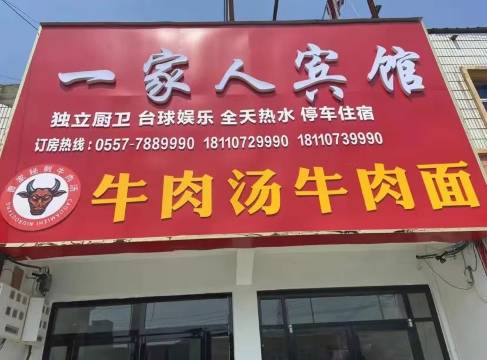 一家人宾馆
独立厨卫 台球娱乐 全天热水 停车住宿
订房热线：0557-7889990 18110729990 18110739990
牛肉汤牛肉面